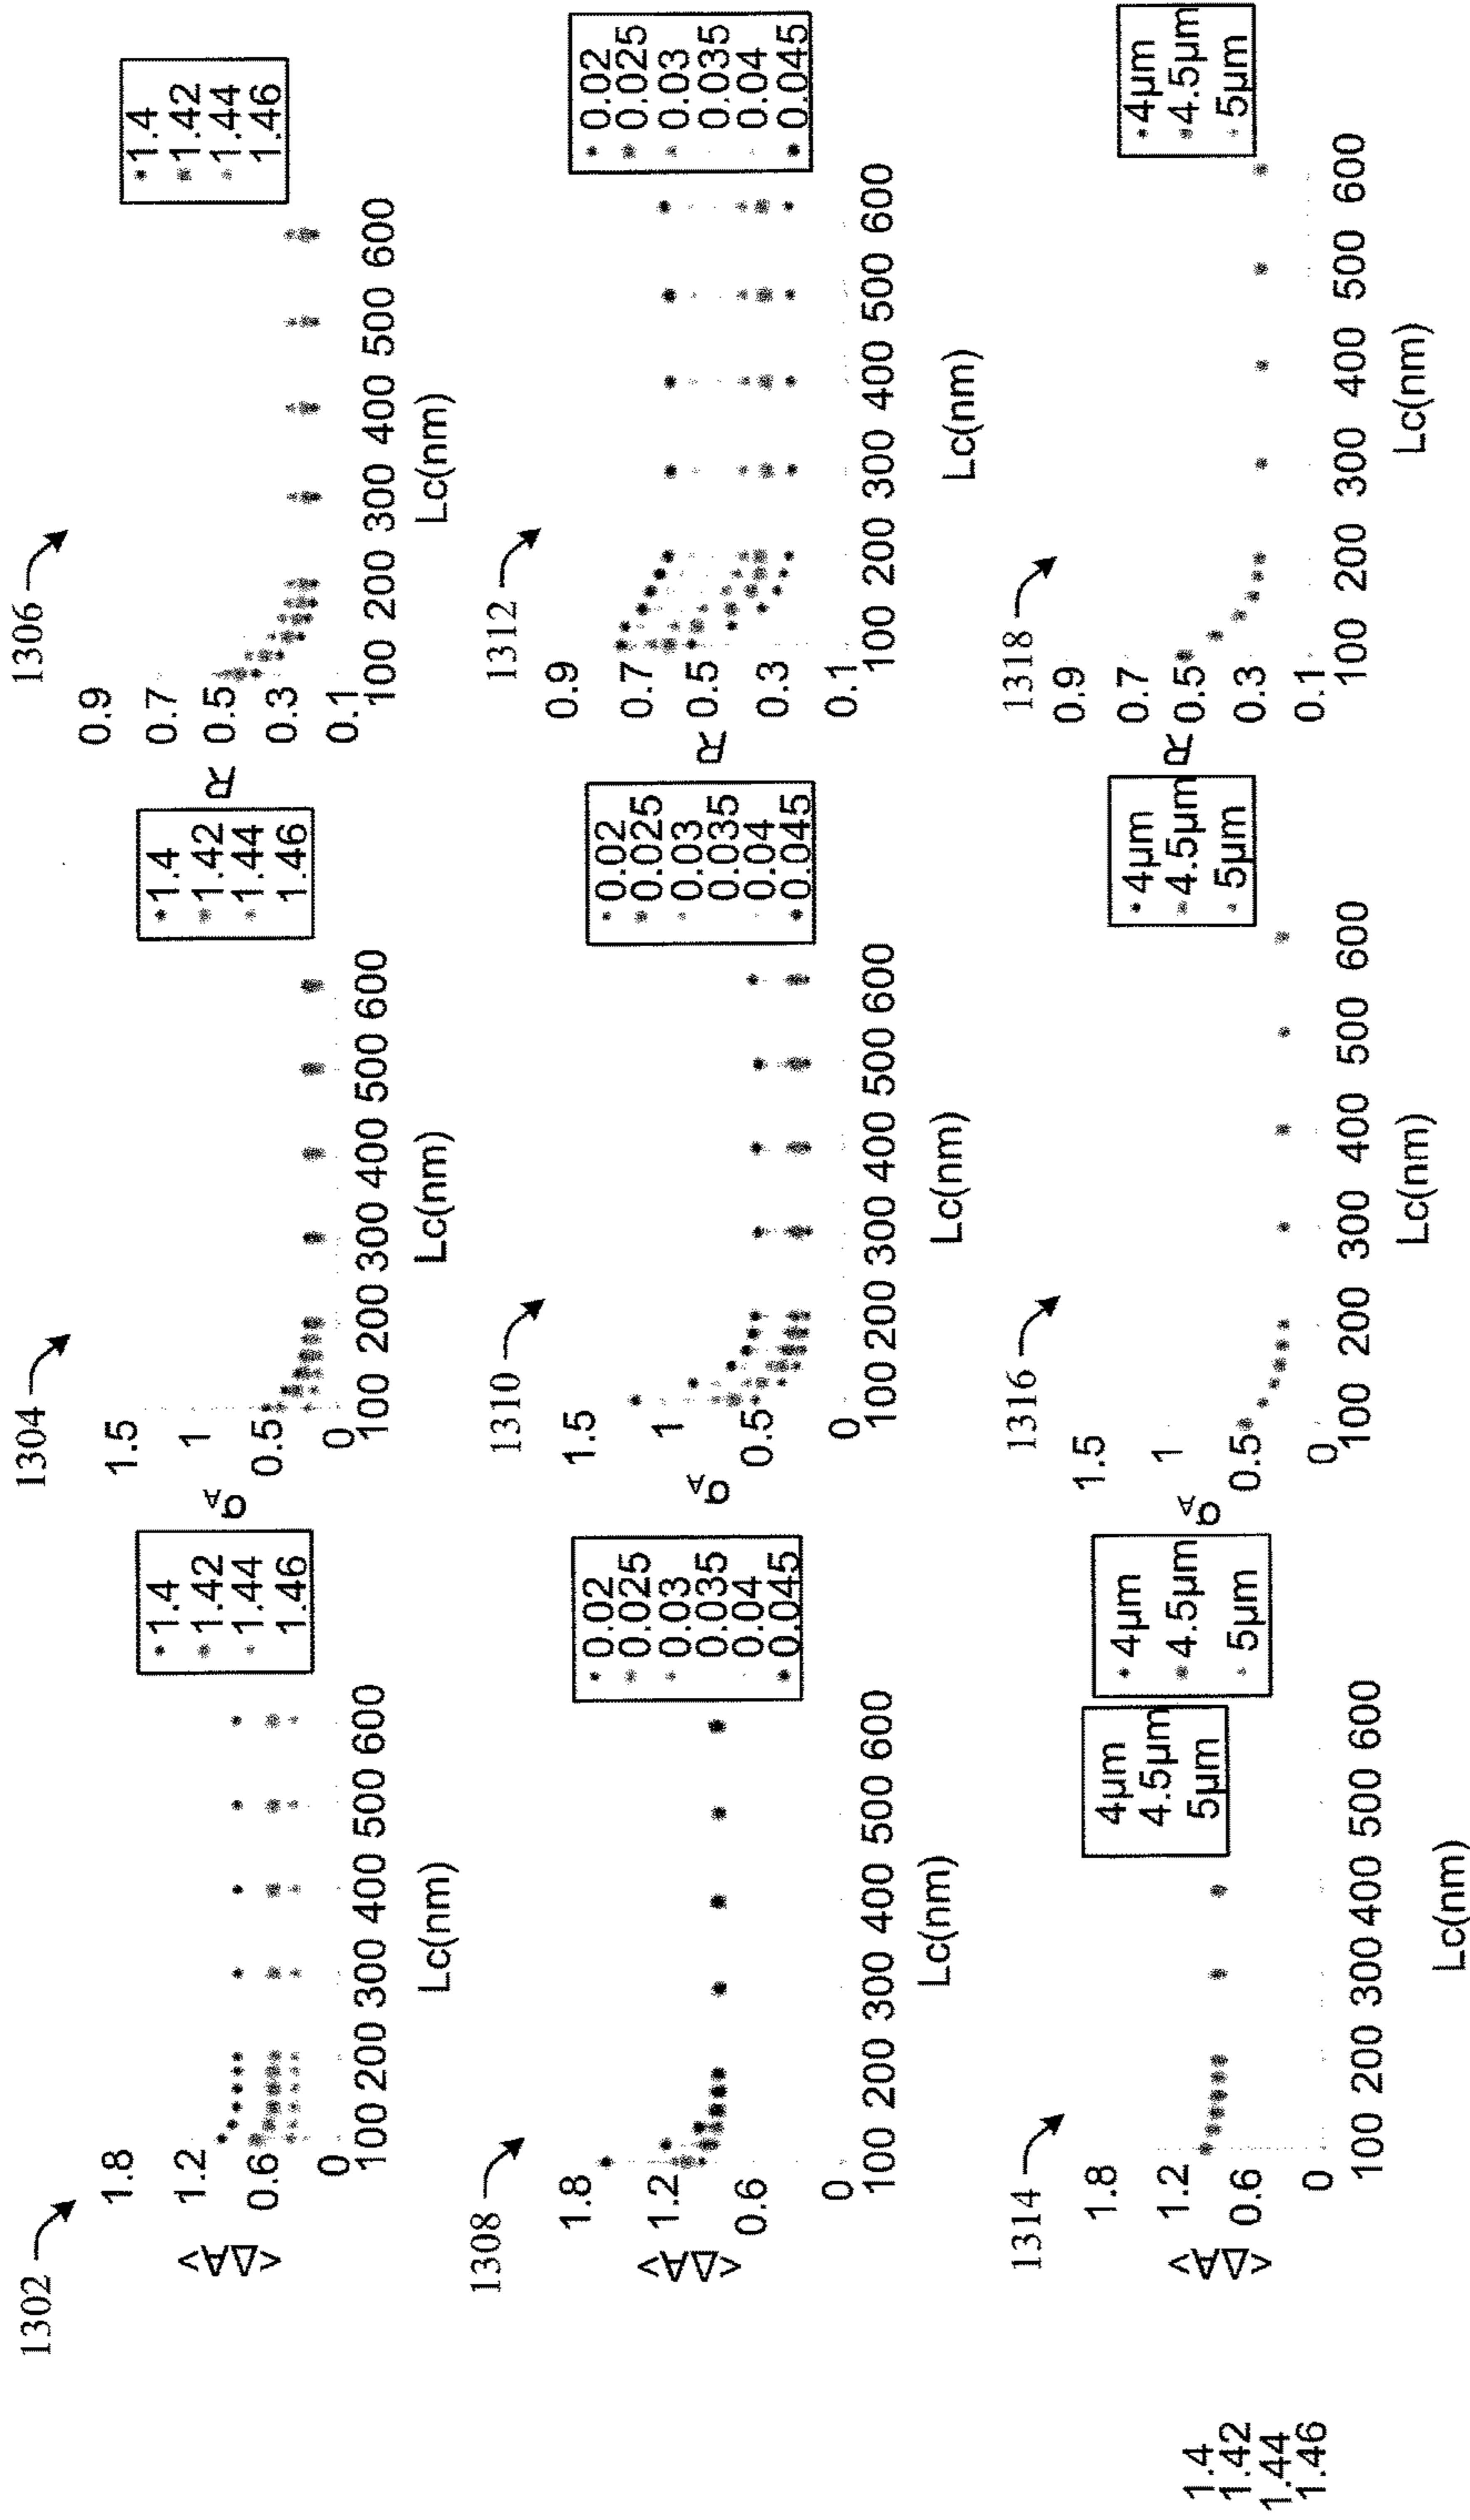 1302
1.8
1.2
0.6
0
<ΔA>
100 200 300 400 500 600
Lc(nm)
1.4
1.42
1.44
1.46
1304
1.5
1
0.5
0
σA
100 200 300 400 500 600
Lc(nm)
1.4
1.42
1.44
1.46
1306
0.9
0.7
0.5
0.3
0.1
R
100 200 300 400 500 600
Lc(nm)
1.4
1.42
1.44
1.46
1308
1.8
1.2
0.6
0
<ΔA>
100 200 300 400 500 600
Lc(nm)
0.02
0.025
0.03
0.035
0.04
0.045
1310
1.5
1
0.5
0
σA
100 200 300 400 500 600
Lc(nm)
0.02
0.025
0.03
0.035
0.04
0.045
1312
0.9
0.7
0.5
0.3
0.1
R
100 200 300 400 500 600
Lc(nm)
0.02
0.025
0.03
0.035
0.04
0.045
1314
1.8
1.2
0.6
0
<ΔA>
100 200 300 400 500 600
Lc(nm)
4µm
4.5µm
5µm
4µm
4.5µm
5µm
1316
1.5
1
0.5
0
σA
100 200 300 400 500 600
Lc(nm)
4µm
4.5µm
5µm
1318
0.9
0.7
0.5
0.3
0.1
R
100 200 300 400 500 600
Lc(nm)
4µm
4.5µm
5µm
1.4
1.42
1.44
1.46